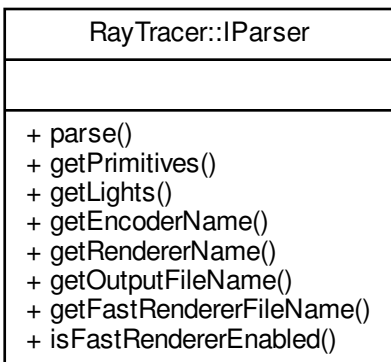 RayTracer::IParser
+ parse()
+ getPrimitives()
+ getLights()
+ getEncoderName()
+ getRendererName()
+ getOutputFileName()
+ getFastRendererFileName()
+ isFastRendererEnabled()